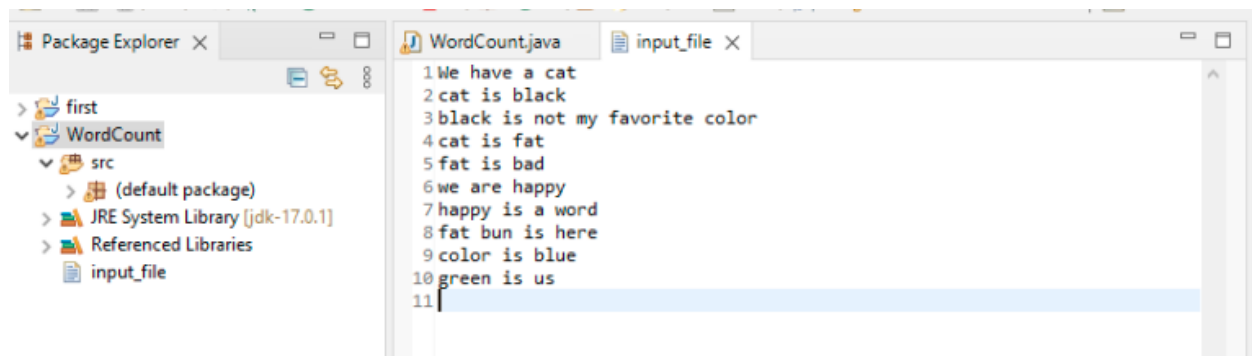 Package Explorer
first
WordCount
src
(default package)
JRE System Library [jdk-17.0.1]
Referenced Libraries
input_file
WordCount.java
input_file
1 We have a cat
2 cat is black
3 black is not my favorite color
4 cat is fat
5 fat is bad
6 we are happy
7 happy is a word
8 fat bun is here
9 color is blue
10 green is us
11